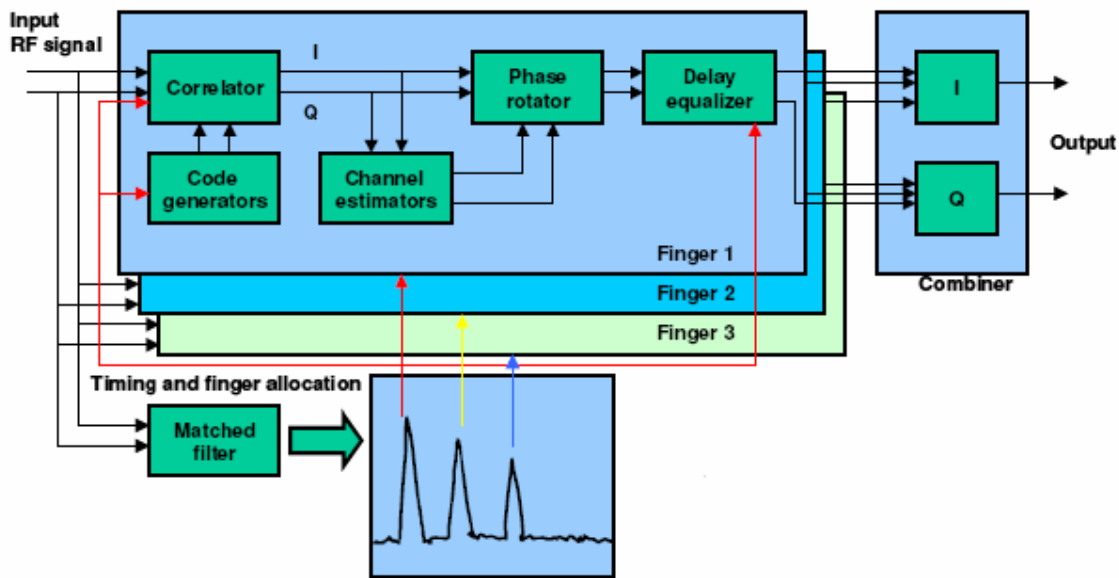 Input
RF signal
I
Q
Correlator
Phase
rotator
Delay
equalizer
I
Output
Code
generators
Channel
estimators
Q
Finger 1
Finger 2
Combiner
Finger 3
Timing and finger allocation
Matched
filter